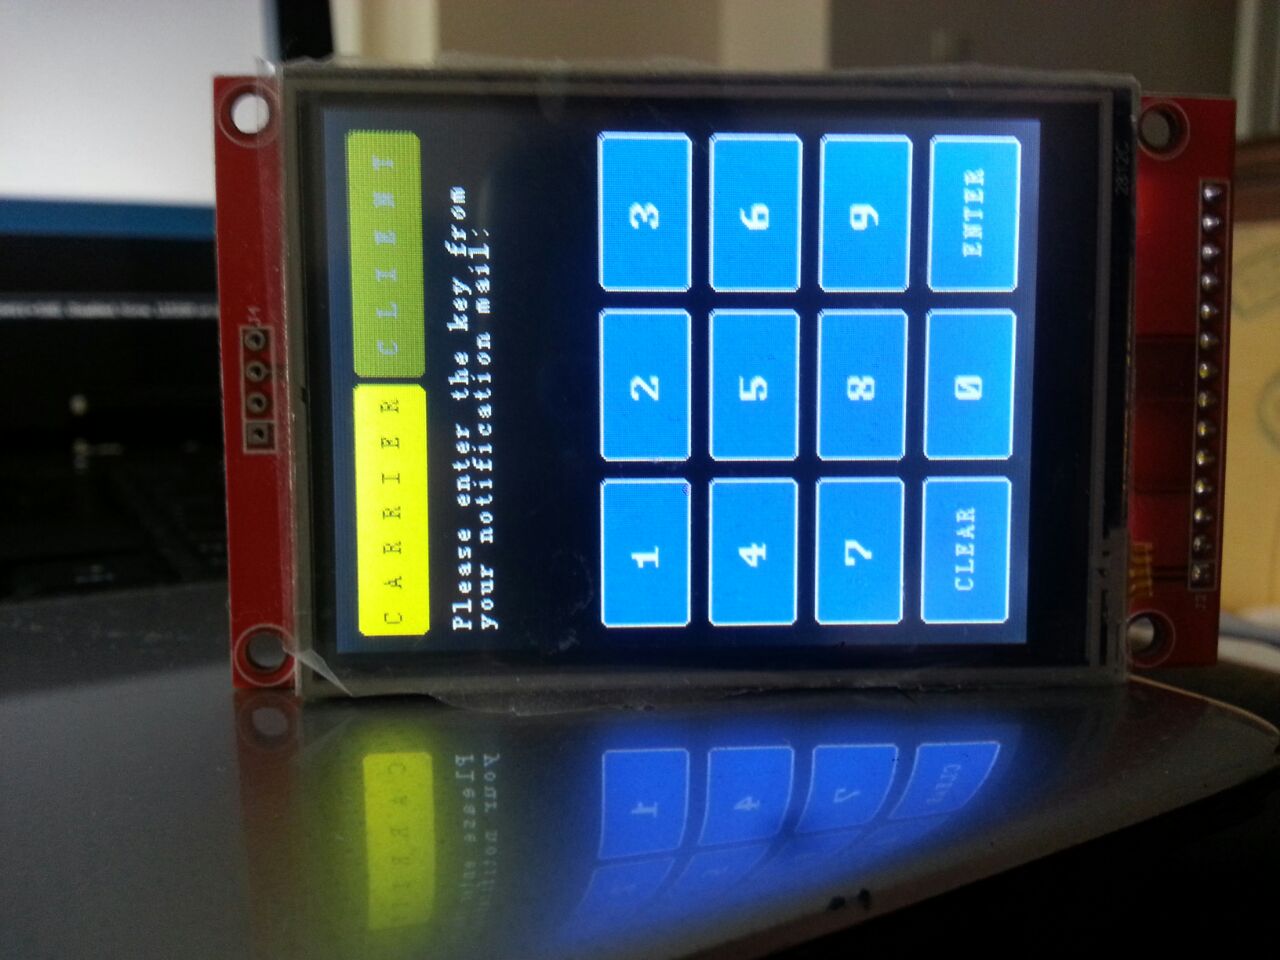 CARRIER CLIENT
Please enter the key from
your notification mail:
1 2 3
4 5 6
7 8 9
CLEAR 0 ENTER
J4